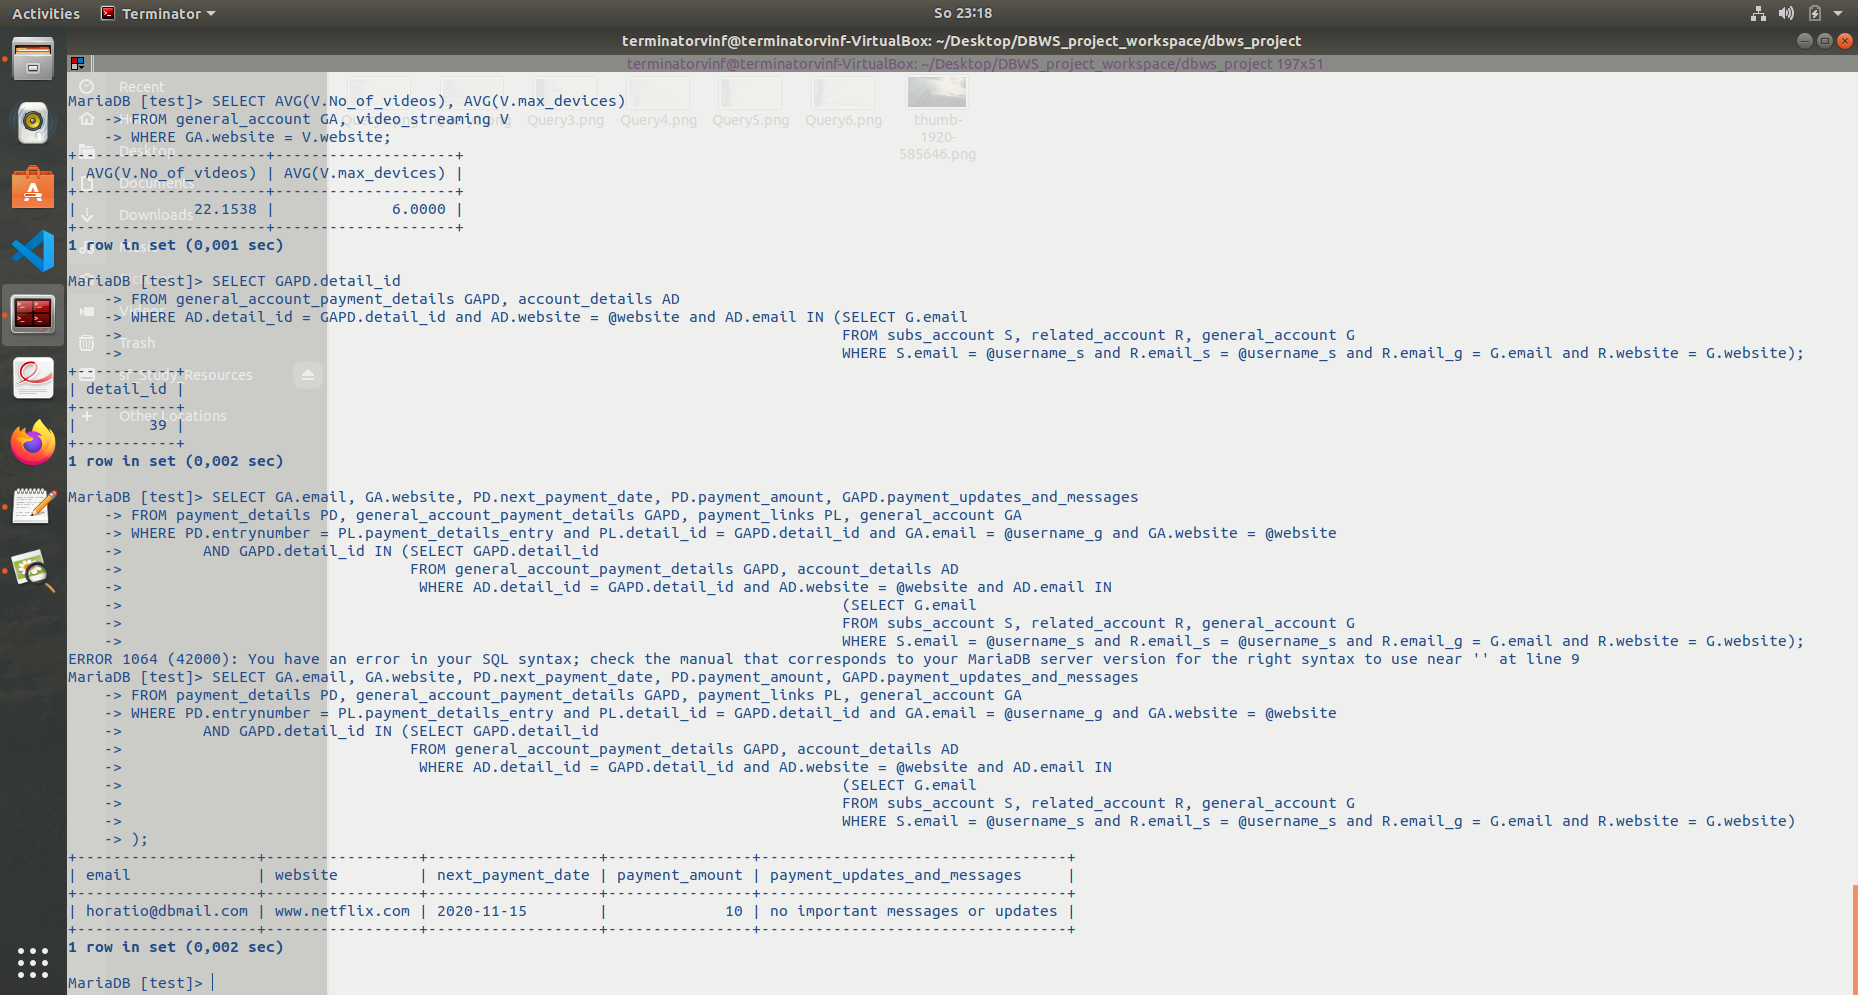 Activities Terminator So 23:18
terminatorvinf@terminatorvinf-VirtualBox: ~/Desktop/DBWS_project_workspace/dbws_project
terminatorvinf@terminatorvinf-VirtualBox: ~/Desktop/DBWS_project_workspace/dbws_project 197x51
Recent
Desktop
Documents
Downloads
Trash
sf_Study_Resources
Other Locations
Query3.png Query4.png Query5.png Query6.png thumb-
1920-
585646.png
MariaDB [test]> SELECT AVG(V.No_of_videos), AVG(V.max_devices)
    -> FROM general_account GA, video_streaming V
    -> WHERE GA.website = V.website;
+---------------------+--------------------+
| AVG(V.No_of_videos) | AVG(V.max_devices) |
+---------------------+--------------------+
|             22.1538 |             6.0000 |
+---------------------+--------------------+
1 row in set (0,001 sec)
MariaDB [test]> SELECT GAPD.detail_id
    -> FROM general_account_payment_details GAPD, account_details AD
    -> WHERE AD.detail_id = GAPD.detail_id and AD.website = @website and AD.email IN (SELECT G.email
    -> FROM subs_account S, related_account R, general_account G
    -> WHERE S.email = @username_s and R.email_s = @username_s and R.email_g = G.email and R.website = G.website);
+-----------+
| detail_id |
+-----------+
|        39 |
+-----------+
1 row in set (0,002 sec)
MariaDB [test]> SELECT GA.email, GA.website, PD.next_payment_date, PD.payment_amount, GAPD.payment_updates_and_messages
    -> FROM payment_details PD, general_account_payment_details GAPD, payment_links PL, general_account GA
    -> WHERE PD.entrynumber = PL.payment_details_entry and PL.detail_id = GAPD.detail_id and GA.email = @username_g and GA.website = @website
    -> AND GAPD.detail_id IN (SELECT GAPD.detail_id
    -> FROM general_account_payment_details GAPD, account_details AD
    -> WHERE AD.detail_id = GAPD.detail_id and AD.website = @website and AD.email IN
    -> (SELECT G.email
    -> FROM subs_account S, related_account R, general_account G
    -> WHERE S.email = @username_s and R.email_s = @username_s and R.email_g = G.email and R.website = G.website);
ERROR 1064 (42000): You have an error in your SQL syntax; check the manual that corresponds to your MariaDB server version for the right syntax to use near '' at line 9
MariaDB [test]> SELECT GA.email, GA.website, PD.next_payment_date, PD.payment_amount, GAPD.payment_updates_and_messages
    -> FROM payment_details PD, general_account_payment_details GAPD, payment_links PL, general_account GA
    -> WHERE PD.entrynumber = PL.payment_details_entry and PL.detail_id = GAPD.detail_id and GA.email = @username_g and GA.website = @website
    -> AND GAPD.detail_id IN (SELECT GAPD.detail_id
    -> FROM general_account_payment_details GAPD, account_details AD
    -> WHERE AD.detail_id = GAPD.detail_id and AD.website = @website and AD.email IN
    -> (SELECT G.email
    -> FROM subs_account S, related_account R, general_account G
    -> WHERE S.email = @username_s and R.email_s = @username_s and R.email_g = G.email and R.website = G.website)
    -> );
+--------------------+-----------------+-------------------+----------------+----------------------------------+
| email              | website         | next_payment_date | payment_amount | payment_updates_and_messages     |
+--------------------+-----------------+-------------------+----------------+----------------------------------+
| horatio@dbmail.com | www.netflix.com | 2020-11-15        |             10 | no important messages or updates |
+--------------------+-----------------+-------------------+----------------+----------------------------------+
1 row in set (0,002 sec)
MariaDB [test]>